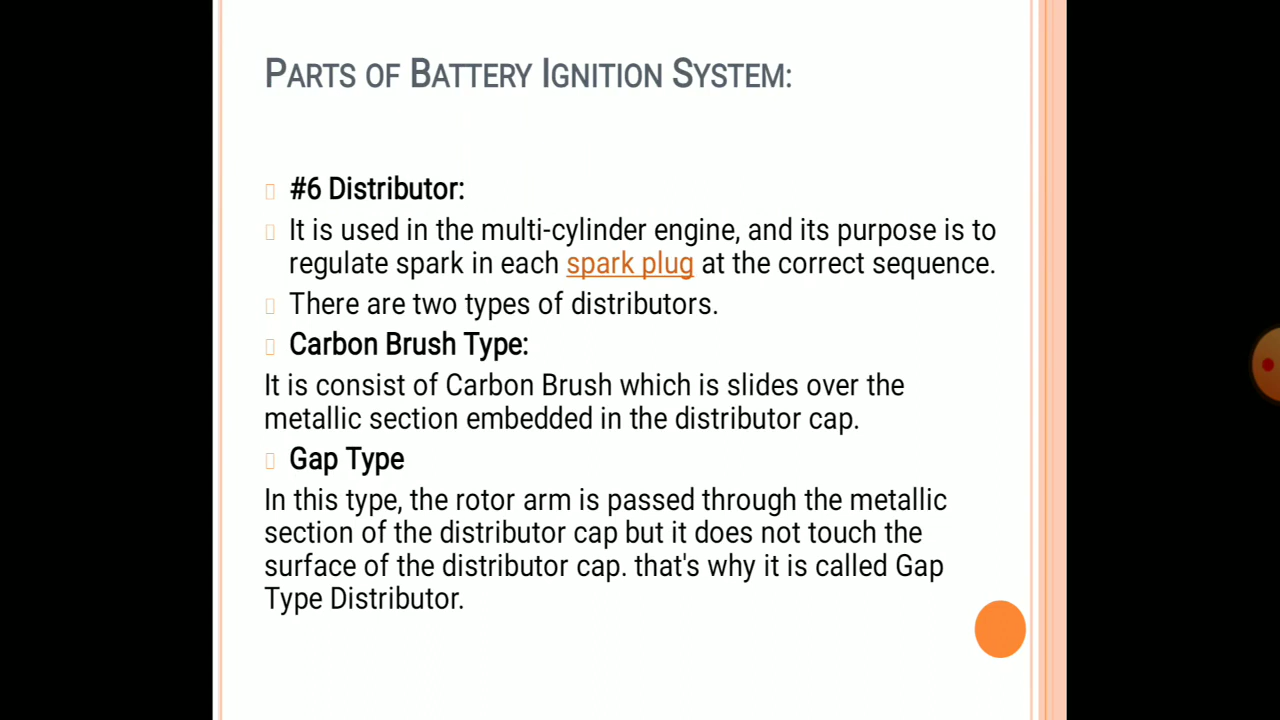 PARTS OF BATTERY IGNITION SYSTEM:
#6 Distributor:
It is used in the multi-cylinder engine, and its purpose is to
regulate spark in each spark plug at the correct sequence.
There are two types of distributors.
Carbon Brush Type:
It is consist of Carbon Brush which is slides over the
metallic section embedded in the distributor cap.
Gap Type
In this type, the rotor arm is passed through the metallic
section of the distributor cap but it does not touch the
surface of the distributor cap. that's why it is called Gap
Type Distributor.